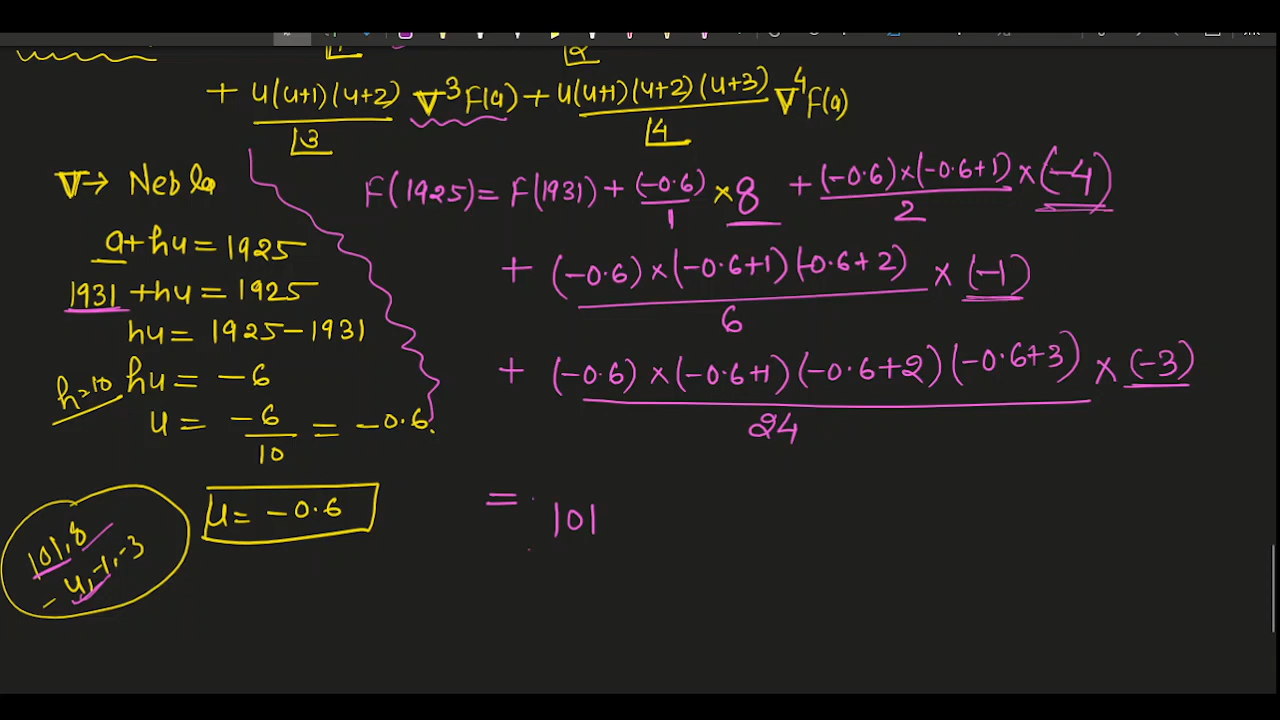 + u(u+1)(u+2)/⌊3 ∇³F(a) + u(u+1)(u+2)(u+3)/⌊4 ∇⁴F(a)
∇→ Nebla
a+hu = 1925
1931+hu = 1925
hu = 1925-1931
h=10 hu = -6
u = -6/10 = -0.6.
u = -0.6
101, 8
-4, -1, -3
F(1925) = F(1931) + (-0.6)/1 × 8 + (-0.6)×(-0.6+1)/2 × (-4)
+ (-0.6)×(-0.6+1)(-0.6+2)/6 × (-1)
+ (-0.6)×(-0.6+1)(-0.6+2)(-0.6+3)/24 × (-3)
= 101